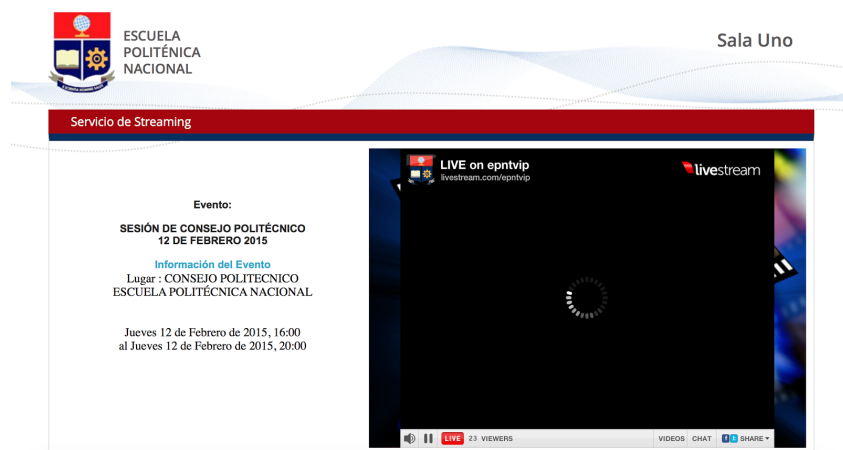 ESCUELA
POLITÉNICA
NACIONAL
Sala Uno
Servicio de Streaming
Evento:
SESIÓN DE CONSEJO POLITÉCNICO
12 DE FEBRERO 2015
Información del Evento
Lugar : CONSEJO POLITECNICO
ESCUELA POLITÉCNICA NACIONAL
Jueves 12 de Febrero de 2015, 16:00
al Jueves 12 de Febrero de 2015, 20:00
LIVE on epntvip
livestream.com/epntvip
livestream
LIVE 23 VIEWERS
VIDEOS CHAT f t SHARE